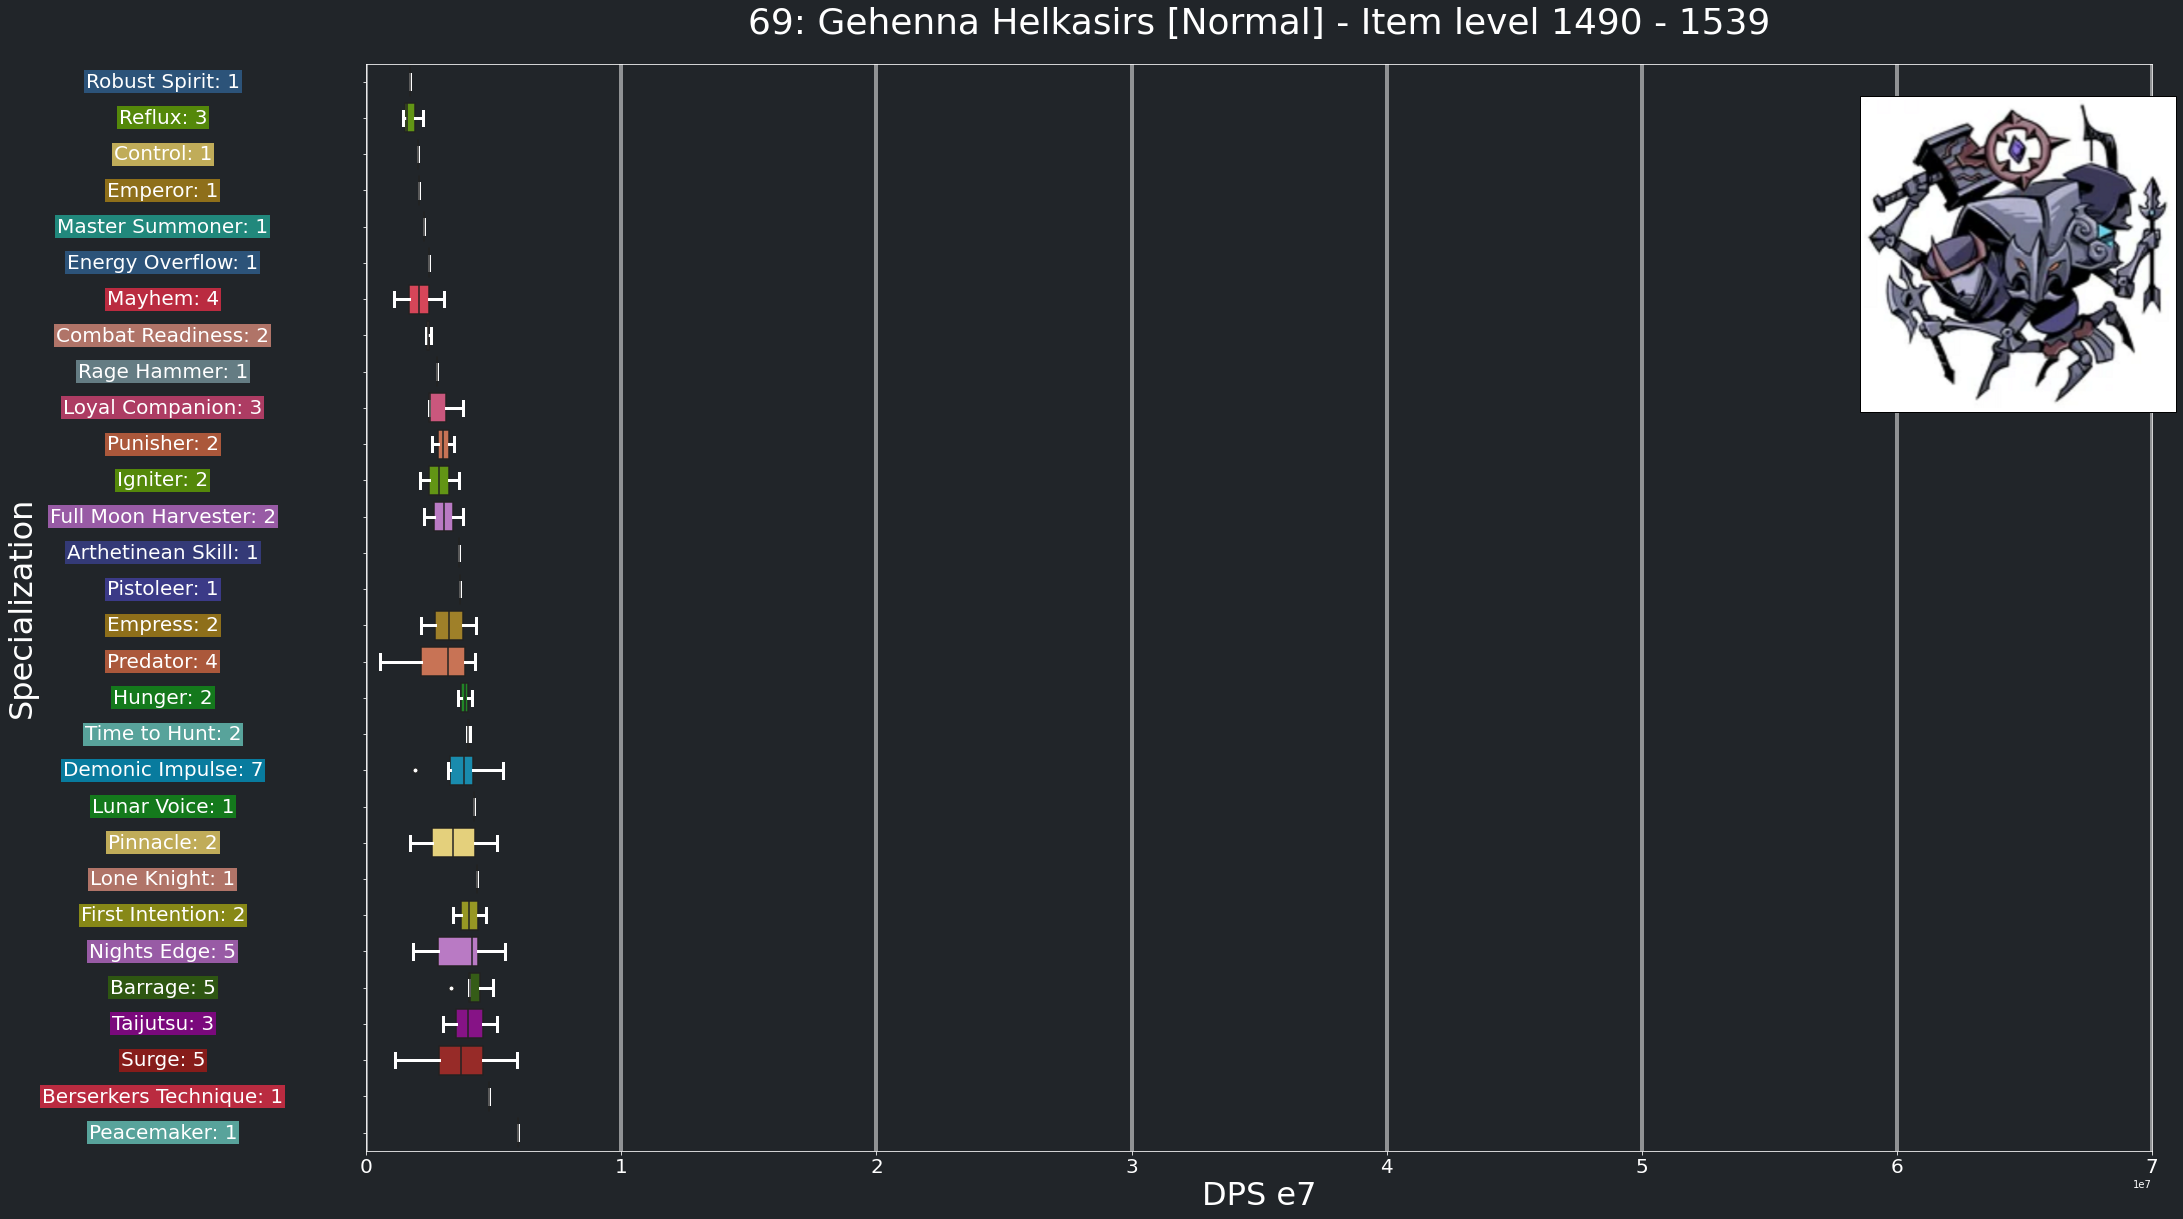 69: Gehenna Helkasirs [Normal] - Item level 1490 - 1539
Specialization
Robust Spirit: 1
Reflux: 3
Control: 1
Emperor: 1
Master Summoner: 1
Energy Overflow: 1
Mayhem: 4
Combat Readiness: 2
Rage Hammer: 1
Loyal Companion: 3
Punisher: 2
Igniter: 2
Full Moon Harvester: 2
Arthetinean Skill: 1
Pistoleer: 1
Empress: 2
Predator: 4
Hunger: 2
Time to Hunt: 2
Demonic Impulse: 7
Lunar Voice: 1
Pinnacle: 2
Lone Knight: 1
First Intention: 2
Nights Edge: 5
Barrage: 5
Taijutsu: 3
Surge: 5
Berserkers Technique: 1
Peacemaker: 1
0 1 2 3 4 5 6 7
1e7
DPS e7